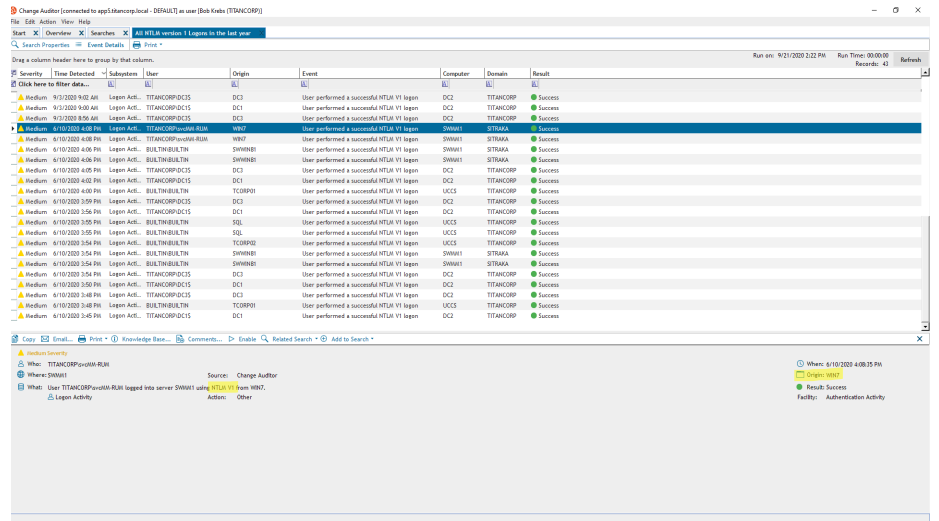 Change Auditor [connected to app5.titancorp.local - DEFAULT] as user [Bob Krebs (TITANCORP)]
File Edit Action View Help
Start X Overview X Searches X All NTLM version 1 Logons in the last year
Search Properties Event Details Print
Drag a column header here to group by that column. Run on: 9/21/2020 2:22 PM Run Time: 00:00:00 Refresh
Records: 43
Severity Time Detected Subsystem User Origin Event Computer Domain Result
Click here to filter data...
Medium 9/3/2020 9:02 AM Logon Acti... TITANCORP\DC3$ DC3 User performed a successful NTLM V1 logon DC2 TITANCORP Success
Medium 9/3/2020 9:00 AM Logon Acti... TITANCORP\DC1$ DC1 User performed a successful NTLM V1 logon DC2 TITANCORP Success
Medium 9/3/2020 8:56 AM Logon Acti... TITANCORP\DC3$ DC3 User performed a successful NTLM V1 logon DC2 TITANCORP Success
Medium 6/10/2020 4:08 PM Logon Acti... TITANCORP\svcMM-RUM WIN7 User performed a successful NTLM V1 logon SWMM1 SITRAKA Success
Medium 6/10/2020 4:08 PM Logon Acti... TITANCORP\svcMM-RUM WIN7 User performed a successful NTLM V1 logon SWMM1 SITRAKA Success
Medium 6/10/2020 4:06 PM Logon Acti... BUILTIN\BUILTIN SWWINB1 User performed a successful NTLM V1 logon SWMM1 SITRAKA Success
Medium 6/10/2020 4:06 PM Logon Acti... BUILTIN\BUILTIN SWWINB1 User performed a successful NTLM V1 logon SWMM1 SITRAKA Success
Medium 6/10/2020 4:05 PM Logon Acti... TITANCORP\DC3$ DC3 User performed a successful NTLM V1 logon DC2 TITANCORP Success
Medium 6/10/2020 4:02 PM Logon Acti... TITANCORP\DC1$ DC1 User performed a successful NTLM V1 logon DC2 TITANCORP Success
Medium 6/10/2020 4:00 PM Logon Acti... BUILTIN\BUILTIN TCORP01 User performed a successful NTLM V1 logon UCCS TITANCORP Success
Medium 6/10/2020 3:59 PM Logon Acti... TITANCORP\DC3$ DC3 User performed a successful NTLM V1 logon DC2 TITANCORP Success
Medium 6/10/2020 3:56 PM Logon Acti... TITANCORP\DC1$ DC1 User performed a successful NTLM V1 logon DC2 TITANCORP Success
Medium 6/10/2020 3:55 PM Logon Acti... BUILTIN\BUILTIN SQL User performed a successful NTLM V1 logon UCCS TITANCORP Success
Medium 6/10/2020 3:55 PM Logon Acti... BUILTIN\BUILTIN SQL User performed a successful NTLM V1 logon UCCS TITANCORP Success
Medium 6/10/2020 3:54 PM Logon Acti... BUILTIN\BUILTIN TCORP02 User performed a successful NTLM V1 logon UCCS TITANCORP Success
Medium 6/10/2020 3:54 PM Logon Acti... BUILTIN\BUILTIN SWWINB1 User performed a successful NTLM V1 logon SWMM1 SITRAKA Success
Medium 6/10/2020 3:54 PM Logon Acti... BUILTIN\BUILTIN SWWINB1 User performed a successful NTLM V1 logon SWMM1 SITRAKA Success
Medium 6/10/2020 3:54 PM Logon Acti... TITANCORP\DC3$ DC3 User performed a successful NTLM V1 logon DC2 TITANCORP Success
Medium 6/10/2020 3:50 PM Logon Acti... TITANCORP\DC1$ DC1 User performed a successful NTLM V1 logon DC2 TITANCORP Success
Medium 6/10/2020 3:48 PM Logon Acti... TITANCORP\DC3$ DC3 User performed a successful NTLM V1 logon DC2 TITANCORP Success
Medium 6/10/2020 3:48 PM Logon Acti... BUILTIN\BUILTIN TCORP01 User performed a successful NTLM V1 logon UCCS TITANCORP Success
Medium 6/10/2020 3:45 PM Logon Acti... TITANCORP\DC1$ DC1 User performed a successful NTLM V1 logon DC2 TITANCORP Success
Copy Email... Print Knowledge Base... Comments... Enable Related Search Add to Search X
Medium Severity
Who: TITANCORP\svcMM-RUM When: 6/10/2020 4:08:35 PM
Where: SWMM1 Source: Change Auditor Origin: WIN7
What: User TITANCORP\svcMM-RUM logged into server SWMM1 using NTLM V1 from WIN7. Result: Success
Logon Activity Action: Other Facility: Authentication Activity